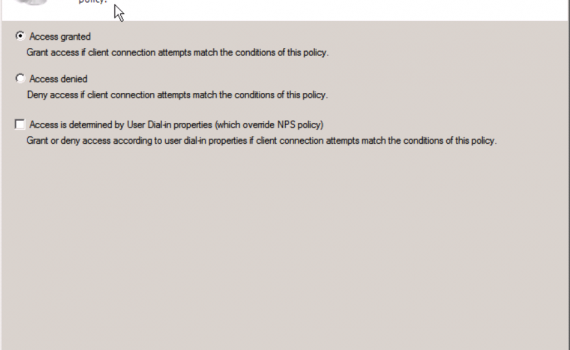 policy.
Access granted
Grant access if client connection attempts match the conditions of this policy.
Access denied
Deny access if client connection attempts match the conditions of this policy.
Access is determined by User Dial-in properties (which override NPS policy)
Grant or deny access according to user dial-in properties if client connection attempts match the conditions of this policy.